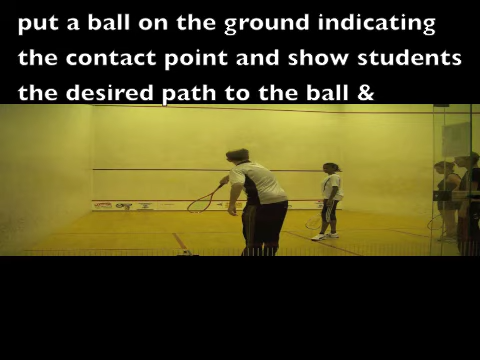 put a ball on the ground indicating
the contact point and show students
the desired path to the ball &